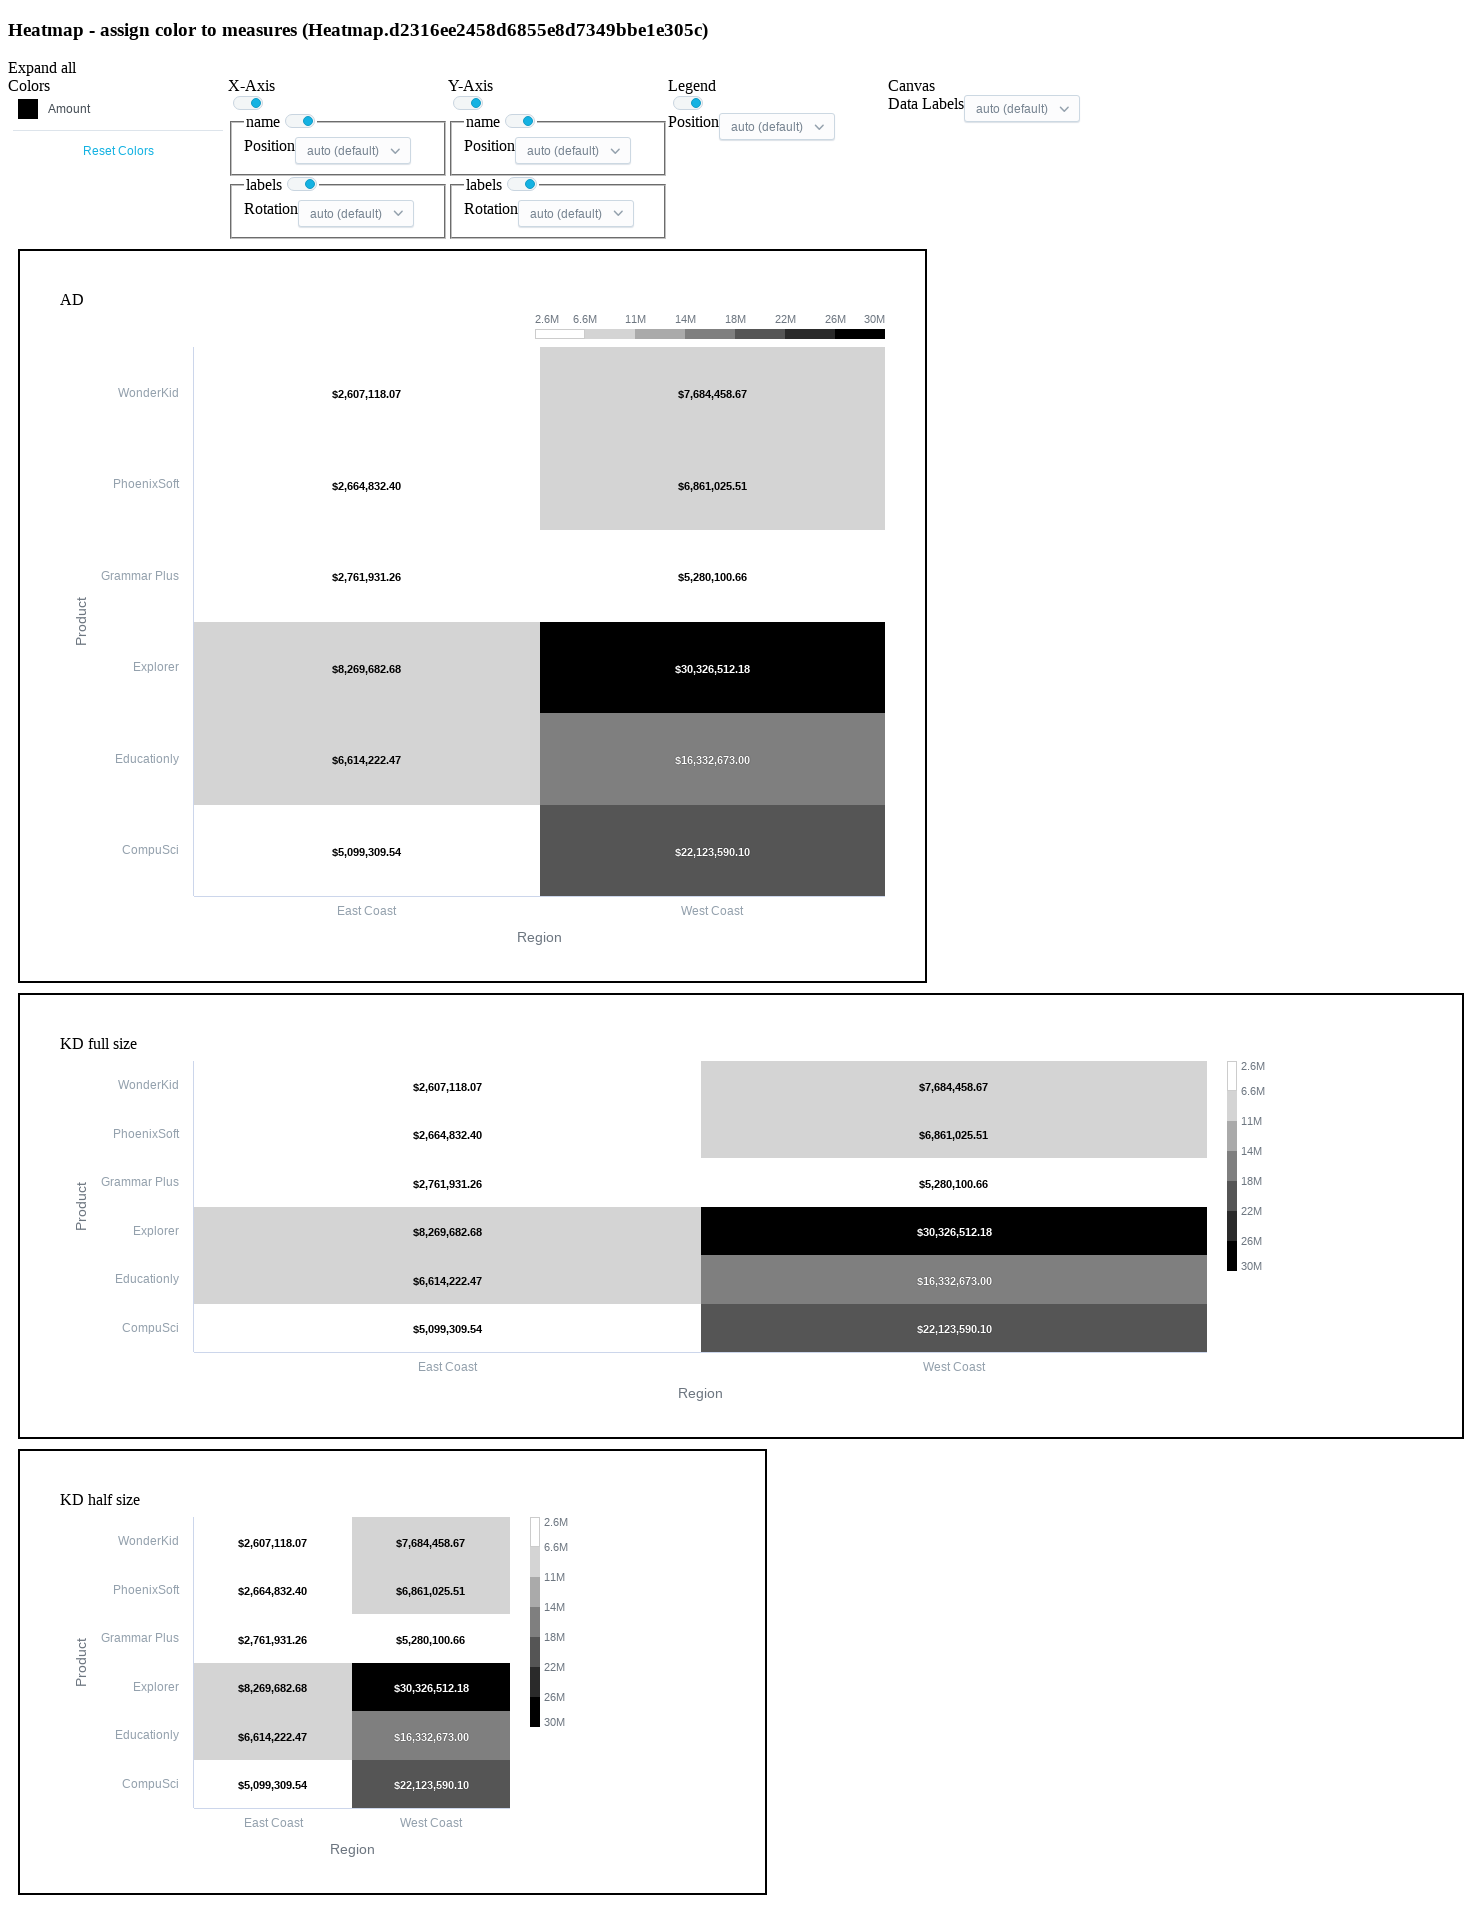 Heatmap - assign color to measures (Heatmap.d2316ee2458d6855e8d7349bbe1e305c)
Expand all
Colors
Amount
Reset Colors
X-Axis
name
Position auto (default)
labels
Rotation auto (default)
Y-Axis
name
Position auto (default)
labels
Rotation auto (default)
Legend
Position auto (default)
Canvas
Data Labels auto (default)
AD
2.6M 6.6M 11M 14M 18M 22M 26M 30M
WonderKid $2,607,118.07 $7,684,458.67
PhoenixSoft $2,664,832.40 $6,861,025.51
Grammar Plus $2,761,931.26 $5,280,100.66
Product
Explorer $8,269,682.68 $30,326,512.18
Educationly $6,614,222.47 $16,332,673.00
CompuSci $5,099,309.54 $22,123,590.10
East Coast West Coast
Region
KD full size
WonderKid $2,607,118.07 $7,684,458.67
PhoenixSoft $2,664,832.40 $6,861,025.51
Grammar Plus $2,761,931.26 $5,280,100.66
Product
Explorer $8,269,682.68 $30,326,512.18
Educationly $6,614,222.47 $16,332,673.00
CompuSci $5,099,309.54 $22,123,590.10
East Coast West Coast
Region
2.6M
6.6M
11M
14M
18M
22M
26M
30M
KD half size
WonderKid $2,607,118.07 $7,684,458.67
PhoenixSoft $2,664,832.40 $6,861,025.51
Grammar Plus $2,761,931.26 $5,280,100.66
Product
Explorer $8,269,682.68 $30,326,512.18
Educationly $6,614,222.47 $16,332,673.00
CompuSci $5,099,309.54 $22,123,590.10
East Coast West Coast
Region
2.6M
6.6M
11M
14M
18M
22M
26M
30M